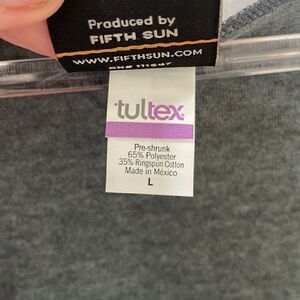 Produced by
FIFTH SUN
WWW.FIFTHSUN.COM
tultex
Pre-shrunk
65% Polyester
35% Ringspun Cotton
Made in México
L